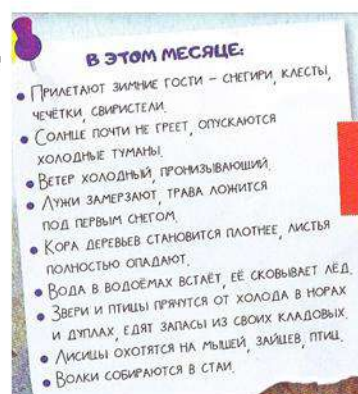 В ЭТОМ МЕСЯЦЕ:
• ПРИЛЕТАЮТ ЗИМНИЕ ГОСТИ – СНЕГИРИ, КЛЕСТЫ,
ЧЕЧЁТКИ, СВИРИСТЕЛИ.
• СОЛНЦЕ ПОЧТИ НЕ ГРЕЕТ, ОПУСКАЮТСЯ
ХОЛОДНЫЕ ТУМАНЫ.
• ВЕТЕР ХОЛОДНЫЙ, ПРОНИЗЫВАЮЩИЙ.
• ЛУЖИ ЗАМЕРЗАЮТ, ТРАВА ЛОЖИТСЯ
ПОД ПЕРВЫМ СНЕГОМ.
• КОРА ДЕРЕВЬЕВ СТАНОВИТСЯ ПЛОТНЕЕ, ЛИСТЬЯ
ПОЛНОСТЬЮ ОПАДАЮТ.
• ВОДА В ВОДОЁМАХ ВСТАЁТ, ЕЁ СКОВЫВАЕТ ЛЁД.
• ЗВЕРИ И ПТИЦЫ ПРЯЧУТСЯ ОТ ХОЛОДА В НОРАХ
И ДУПЛАХ, ЕДЯТ ЗАПАСЫ ИЗ СВОИХ КЛАДОВЫХ.
• ЛИСИЦЫ ОХОТЯТСЯ НА МЫШЕЙ, ЗАЙЦЕВ, ПТИЦ.
• ВОЛКИ СОБИРАЮТСЯ В СТАИ.